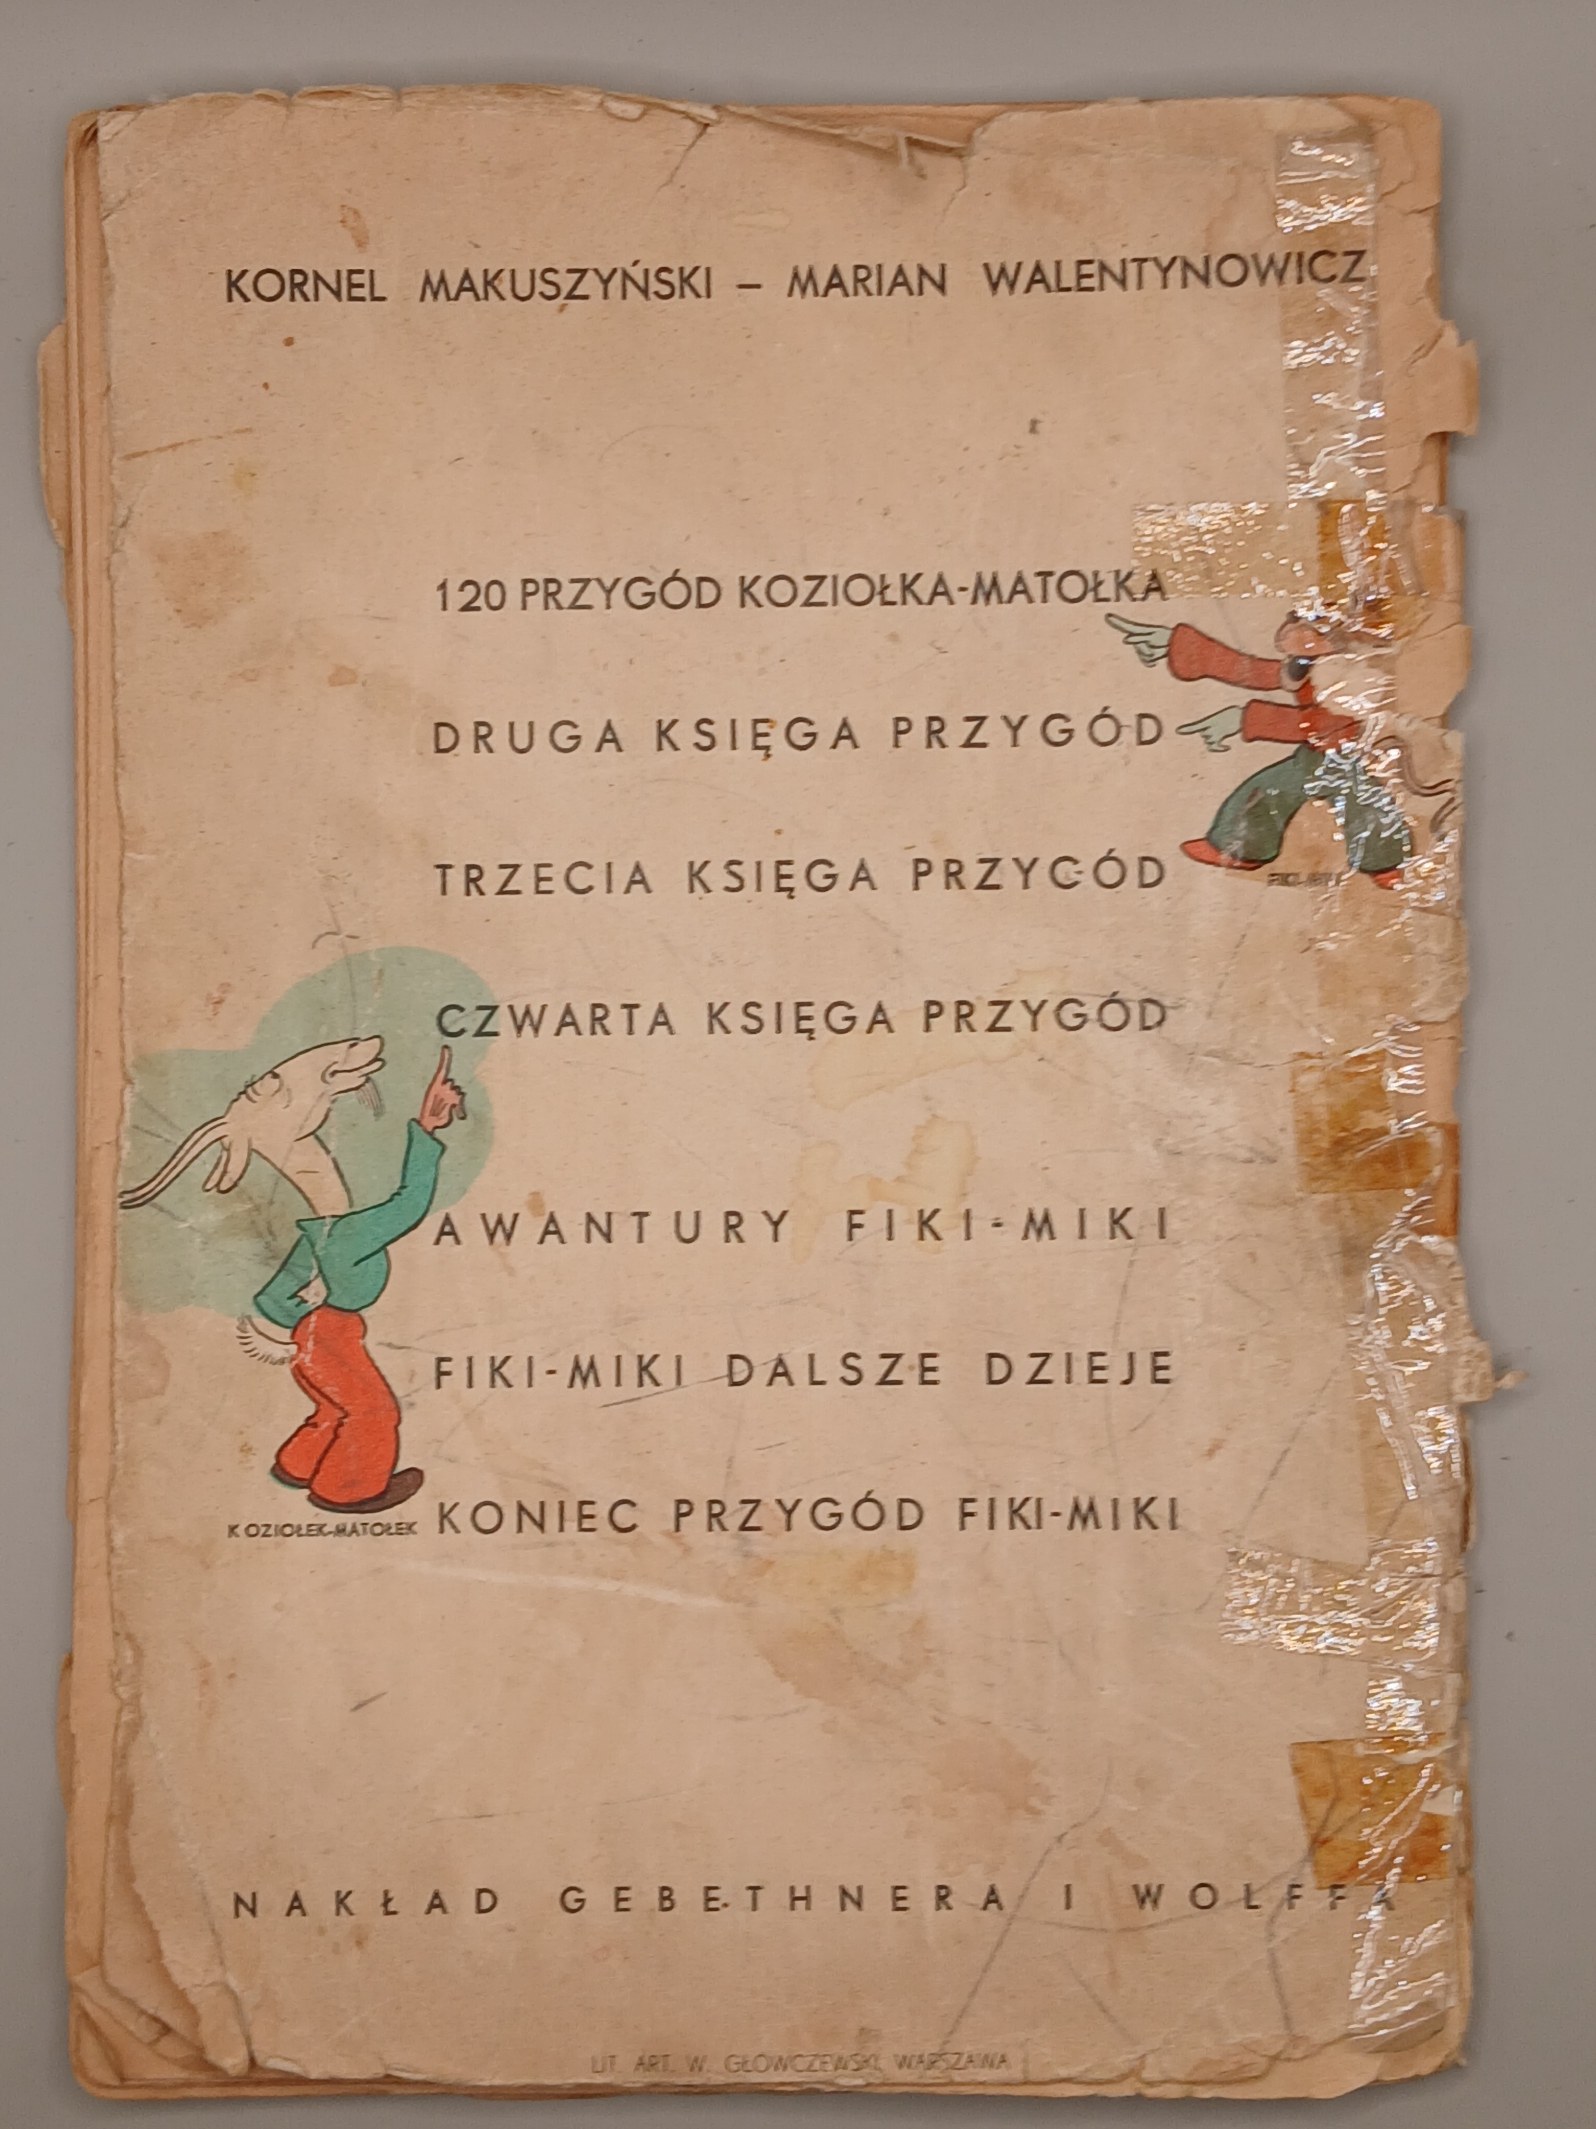 KORNEL MAKUSZYŃSKI – MARIAN WALENTYNOWICZ
120 PRZYGÓD KOZIOŁKA-MATOŁKA
DRUGA KSIĘGA PRZYGÓD
TRZECIA KSIĘGA PRZYGÓD
CZWARTA KSIĘGA PRZYGÓD
AWANTURY FIKI-MIKI
FIKI-MIKI DALSZE DZIEJE
KOZIOŁEK-MATOŁEK
KONIEC PRZYGÓD FIKI-MIKI
NAKŁAD GEBETHNERA I WOLFFA
LIT. ART. W. GŁÓWCZEWSKI, WARSZAWA